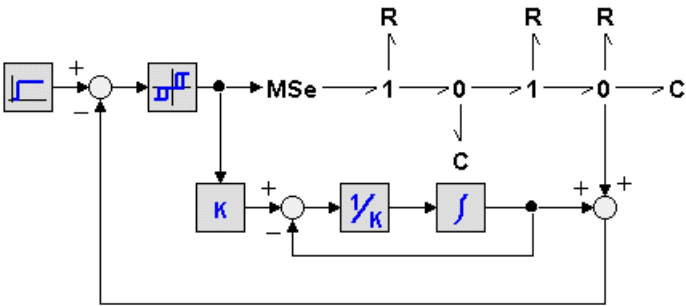 R R R
+
− MSe 1 0 1 0 C
C
K + − 1/K ∫ + +